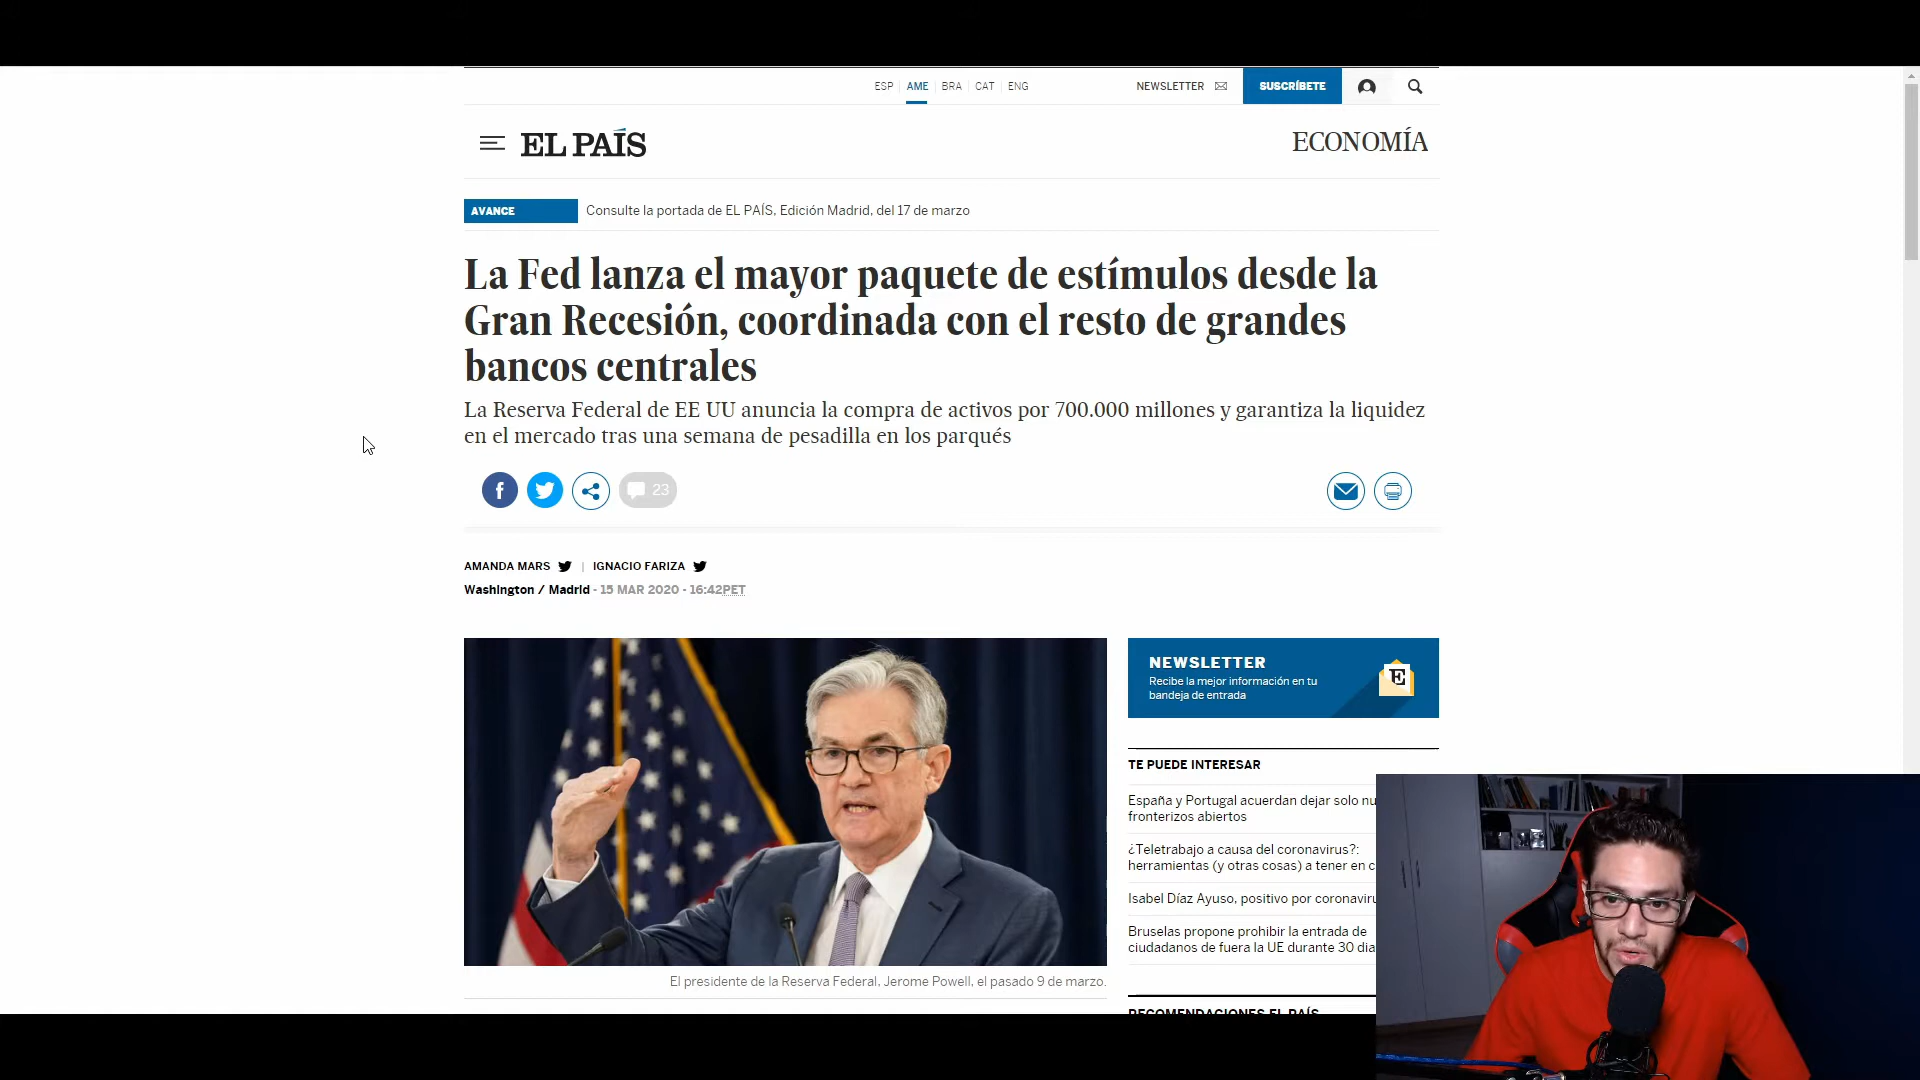 ESP AME BRA CAT ENG NEWSLETTER SUSCRÍBETE
EL PAÍS ECONOMÍA
AVANCE Consulte la portada de EL PAÍS, Edición Madrid, del 17 de marzo
La Fed lanza el mayor paquete de estímulos desde la
Gran Recesión, coordinada con el resto de grandes
bancos centrales
La Reserva Federal de EE UU anuncia la compra de activos por 700.000 millones y garantiza la liquidez
en el mercado tras una semana de pesadilla en los parqués
23
AMANDA MARS | IGNACIO FARIZA
Washington / Madrid - 15 MAR 2020 - 16:42PET
El presidente de la Reserva Federal, Jerome Powell, el pasado 9 de marzo.
NEWSLETTER
Recibe la mejor información en tu
bandeja de entrada
E
TE PUEDE INTERESAR
España y Portugal acuerdan dejar solo
fronterizos abiertos
¿Teletrabajo a causa del coronavirus?:
herramientas (y otras cosas) a tener en
Isabel Díaz Ayuso, positivo por
Bruselas propone prohibir la entrada de
ciudadanos de fuera la UE durante 30
RECOMENDACIONES EL PAÍS